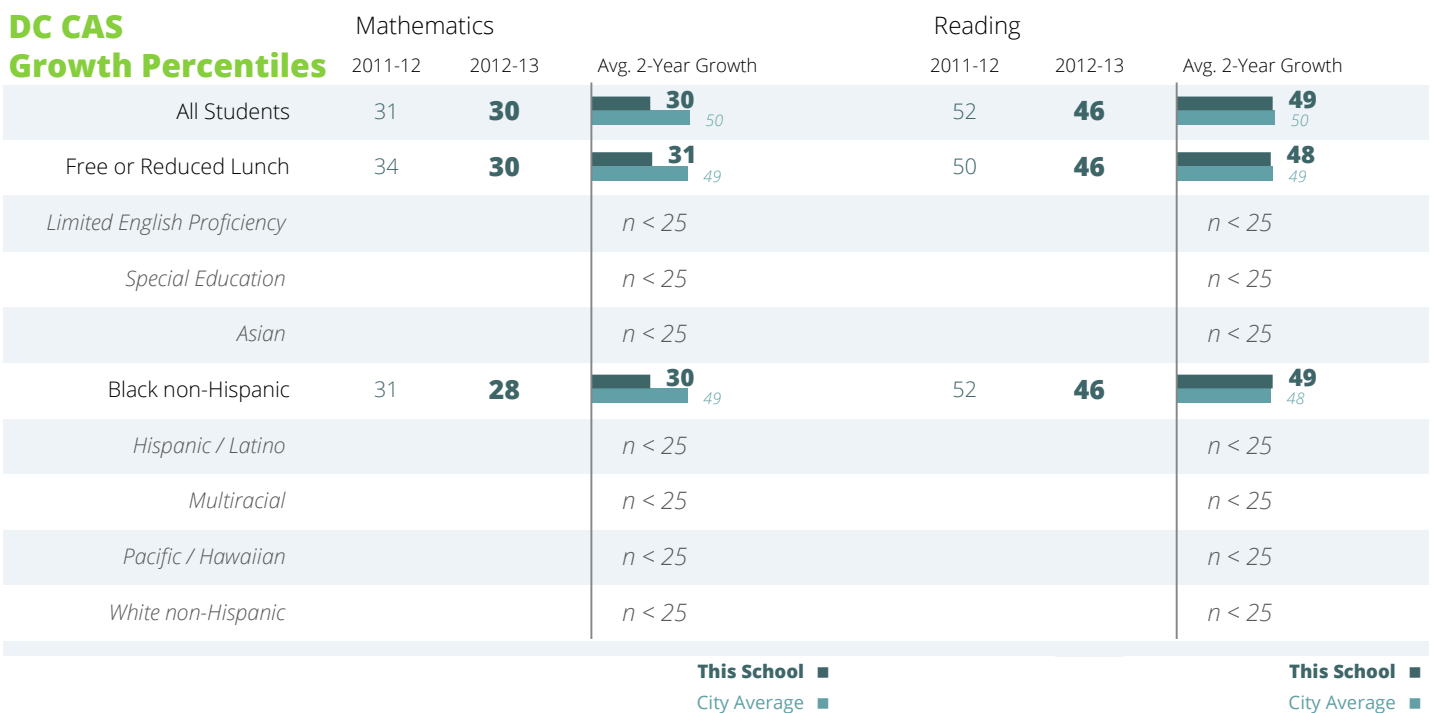 DC CAS
Growth Percentiles
Mathematics
Reading
2011-12 2012-13 Avg. 2-Year Growth 2011-12 2012-13 Avg. 2-Year Growth
All Students 31 30 30 50 52 46 49 50
Free or Reduced Lunch 34 30 31 49 50 46 48 49
Limited English Proficiency n < 25 n < 25
Special Education n < 25 n < 25
Asian n < 25 n < 25
Black non-Hispanic 31 28 30 49 52 46 49 48
Hispanic / Latino n < 25 n < 25
Multiracial n < 25 n < 25
Pacific / Hawaiian n < 25 n < 25
White non-Hispanic n < 25 n < 25
This School This School
City Average City Average